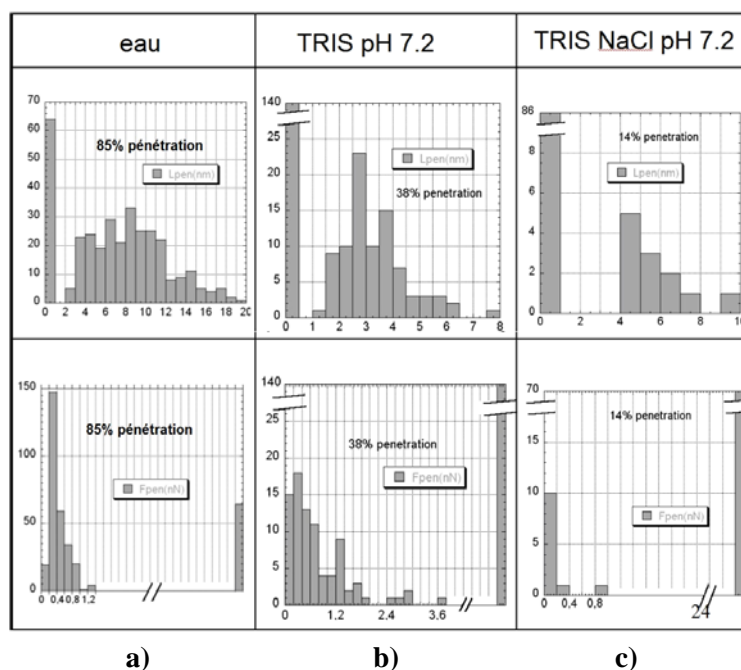 eau
TRIS pH 7.2
TRIS NaCl pH 7.2
70
60
50
40
30
20
10
0
85% pénétration
Lpen(nm)
0 2 4 6 8 10 12 14 16 18 20
140
25
20
15
10
5
0
Lpen(nm)
38% penetration
0 1 2 3 4 5 6 7 8
86
8
6
4
2
0
14% penetration
Lpen(nm)
0 2 4 6 8 10
150
100
50
0
85% pénétration
Fpen(nN)
0,4 0,8 1,2
140
25
20
15
10
5
0
38% penetration
Fpen(nN)
0 1,2 2,4 3,6
70
15
10
5
0
14% penetration
Fpen(nN)
0 0,4 0,8
24
a) b) c)